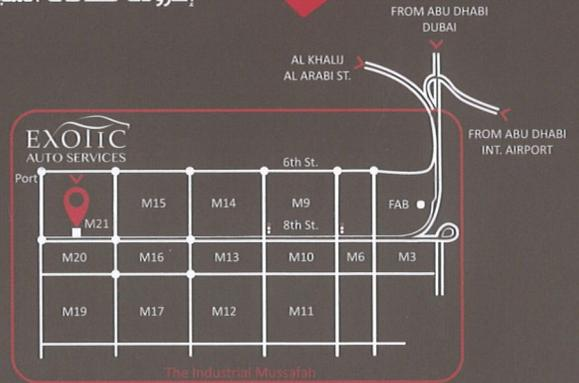 FROM ABU DHABI
DUBAI
AL KHALIJ
AL ARABI ST.
FROM ABU DHABI
INT. AIRPORT
EXOTIC
AUTO SERVICES
Port
6th St.
M21
M15
M14
M9
8th St.
FAB
M20
M16
M13
M10
M6
M3
M19
M17
M12
M11
The Industrial Mussafah